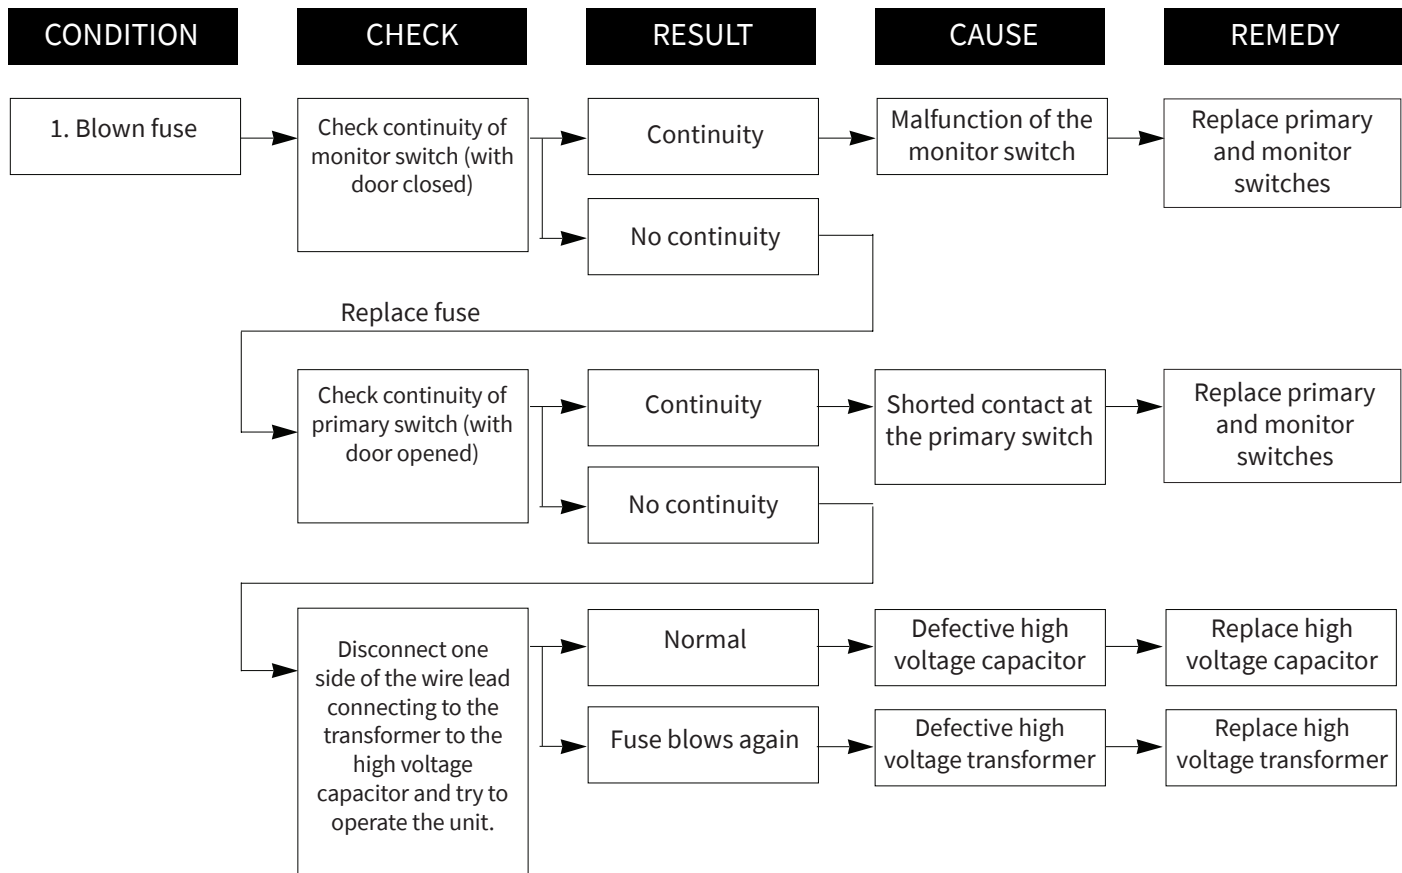 CONDITION
CHECK
RESULT
CAUSE
REMEDY
1. Blown fuse
Check continuity of
monitor switch (with
door closed)
Continuity
Malfunction of the
monitor switch
Replace primary
and monitor
switches
No continuity
Replace fuse
Check continuity of
primary switch (with
door opened)
Continuity
Shorted contact at
the primary switch
Replace primary
and monitor
switches
No continuity
Disconnect one
side of the wire lead
connecting to the
transformer to the
high voltage
capacitor and try to
operate the unit.
Normal
Defective high
voltage capacitor
Replace high
voltage capacitor
Fuse blows again
Defective high
voltage transformer
Replace high
voltage transformer